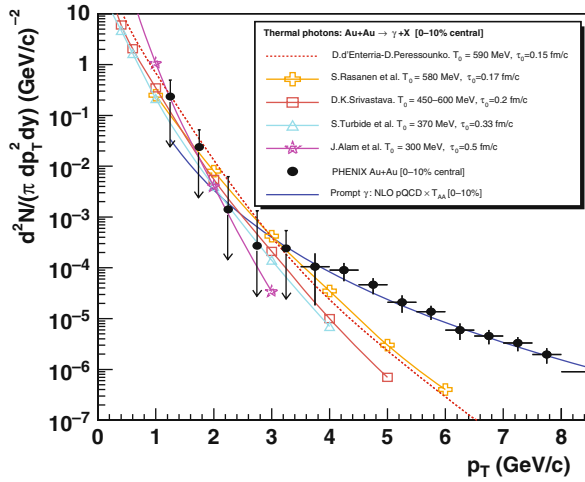 d²N/(π dp_T² dy) (GeV/c)⁻²
10
1
10⁻¹
10⁻²
10⁻³
10⁻⁴
10⁻⁵
10⁻⁶
10⁻⁷
Thermal photons: Au+Au → γ+X [0–10% central]
D.d'Enterria-D.Peressounko. T₀ = 590 MeV, τ₀=0.15 fm/c
S.Rasanen et al. T₀ = 580 MeV, τ₀=0.17 fm/c
D.K.Srivastava. T₀ = 450–600 MeV, τ₀=0.2 fm/c
S.Turbide et al. T₀ = 370 MeV, τ₀=0.33 fm/c
J.Alam et al. T₀ = 300 MeV, τ₀=0.5 fm/c
PHENIX Au+Au [0–10% central]
Prompt γ: NLO pQCD × T_AA [0–10%]
0 1 2 3 4 5 6 7 8
p_T (GeV/c)